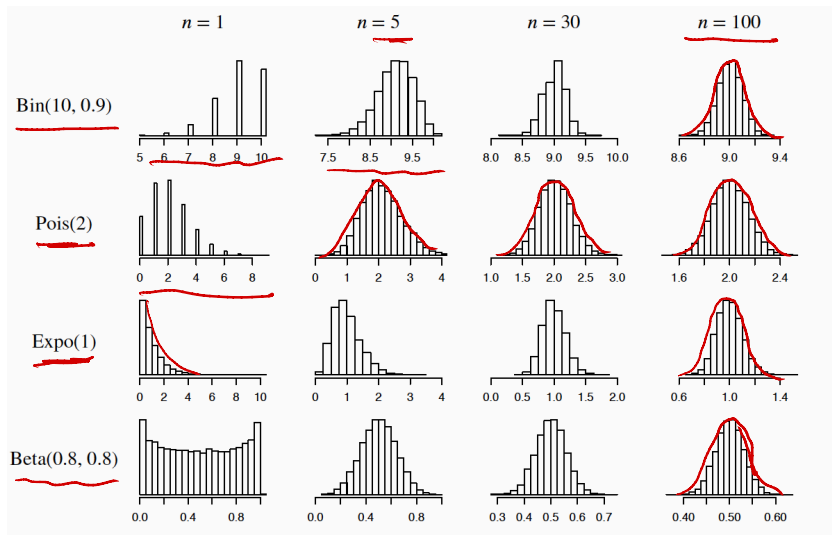 n = 1 n = 5 n = 30 n = 100
Bin(10, 0.9)
5 6 7 8 9 10 7.5 8.5 9.5 8.0 8.5 9.0 9.5 10.0 8.6 9.0 9.4
Pois(2)
0 2 4 6 8 0 1 2 3 4 1.0 1.5 2.0 2.5 3.0 1.6 2.0 2.4
Expo(1)
0 2 4 6 8 10 0 1 2 3 4 0.0 0.5 1.0 1.5 2.0 0.6 1.0 1.4
Beta(0.8, 0.8)
0.0 0.4 0.8 0.0 0.4 0.8 0.3 0.4 0.5 0.6 0.7 0.40 0.50 0.60